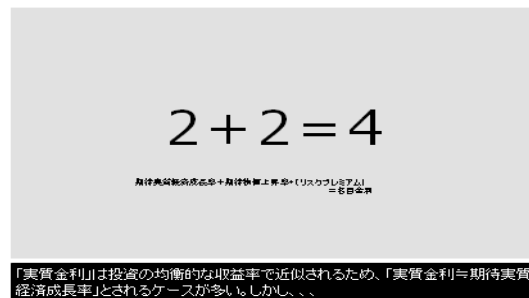 2+2=4
期待実質経済成長率+期待物価上昇率+(リスクプレミアム)
=名目金利
「実質金利」は投資の均衡的な収益率で近似されるため、「実質金利≒期待実質
経済成長率」とされるケースが多い。しかし、、、